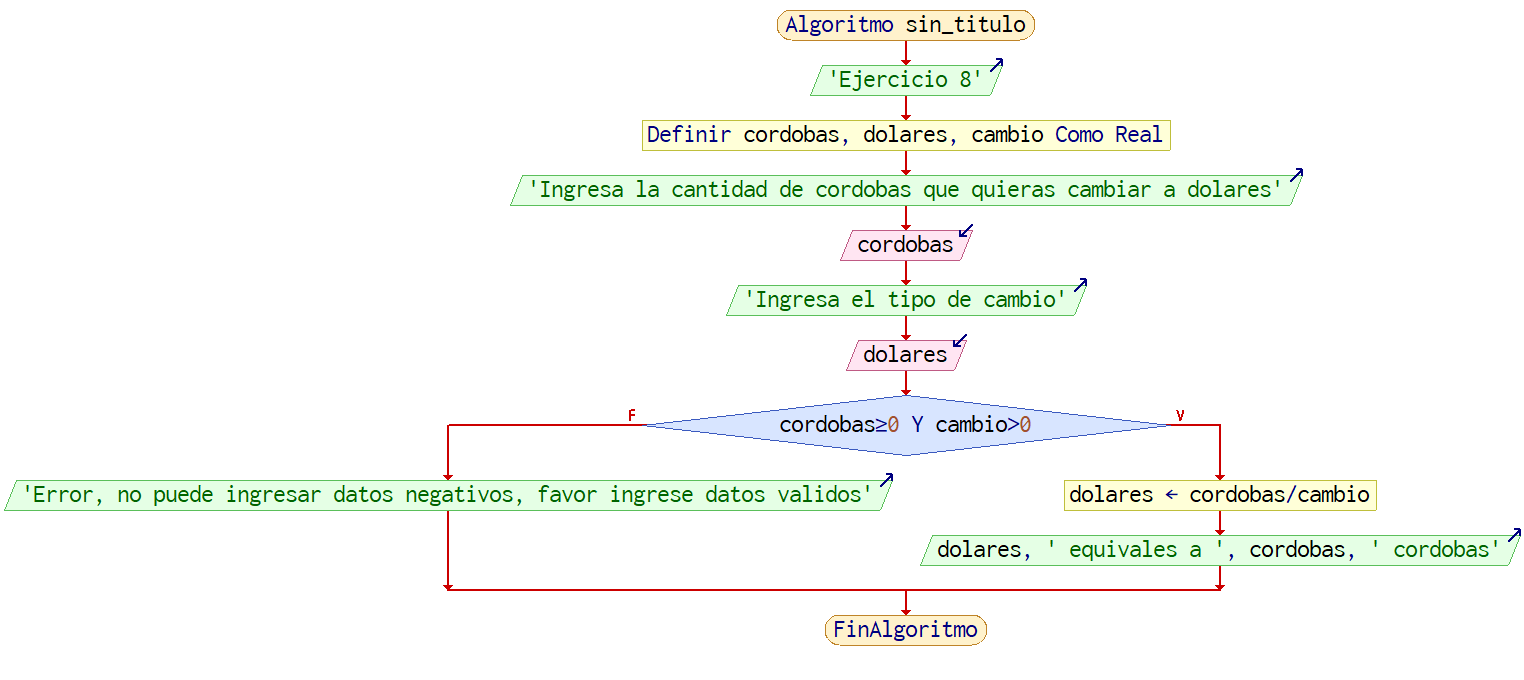 Algoritmo sin_titulo
'Ejercicio 8'
Definir cordobas, dolares, cambio Como Real
'Ingresa la cantidad de cordobas que quieras cambiar a dolares'
cordobas
'Ingresa el tipo de cambio'
dolares
F
V
cordobas≥0 Y cambio>0
'Error, no puede ingresar datos negativos, favor ingrese datos validos'
dolares ← cordobas/cambio
dolares, ' equivales a ', cordobas, ' cordobas'
FinAlgoritmo